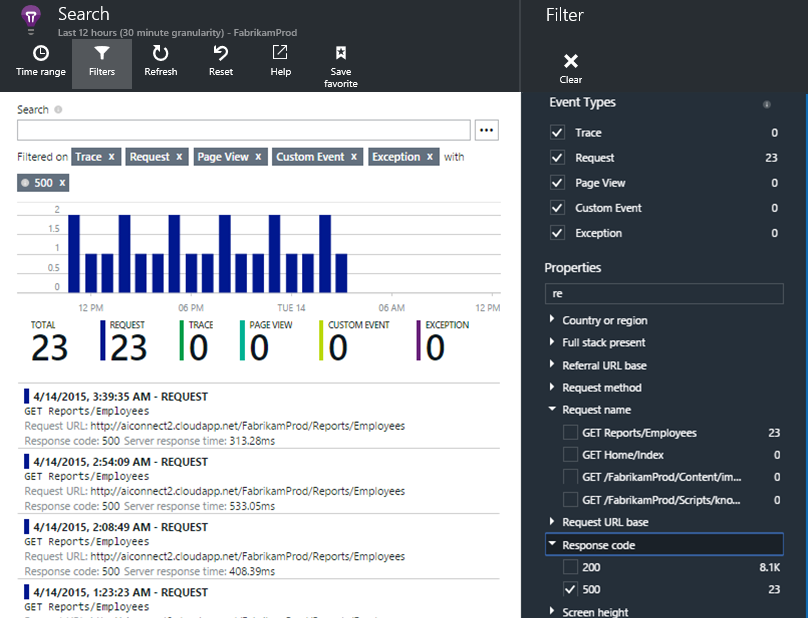 Search
Last 12 hours (30 minute granularity) - FabrikamProd
Time range
Filters
Refresh
Reset
Help
Save
favorite
Search
Filtered on Trace x Request x Page View x Custom Event x Exception x with
500 x
2
1.5
1
0.5
0
12 PM 06 PM TUE 14 06 AM 12 PM
TOTAL REQUEST TRACE PAGE VIEW CUSTOM EVENT EXCEPTION
23 23 0 0 0 0
4/14/2015, 3:39:35 AM - REQUEST
GET Reports/Employees
Request URL: http://aiconnect2.cloudapp.net/FabrikamProd/Reports/Employees
Response code: 500 Server response time: 313.28ms
4/14/2015, 2:54:09 AM - REQUEST
GET Reports/Employees
Request URL: http://aiconnect2.cloudapp.net/FabrikamProd/Reports/Employees
Response code: 500 Server response time: 533.05ms
4/14/2015, 2:08:49 AM - REQUEST
GET Reports/Employees
Request URL: http://aiconnect2.cloudapp.net/FabrikamProd/Reports/Employees
Response code: 500 Server response time: 408.39ms
4/14/2015, 1:23:23 AM - REQUEST
GET Reports/Employees
Filter
Clear
Event Types
Trace 0
Request 23
Page View 0
Custom Event 0
Exception 0
Properties
re
Country or region
Full stack present
Referral URL base
Request method
Request name
GET Reports/Employees 23
GET Home/Index 0
GET /FabrikamProd/Content/im... 0
GET /FabrikamProd/Scripts/kno... 0
Request URL base
Response code
200 8.1K
500 23
Screen height